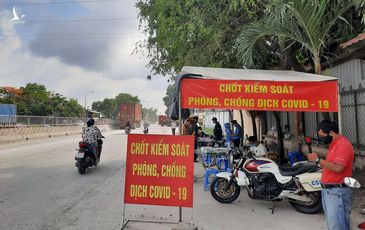 CHỐT KIỂM SOÁT
PHÒNG, CHỐNG DỊCH COVID - 19
CHỐT KIỂM SOÁT
PHÒNG, CHỐNG
DỊCH COVID - 19